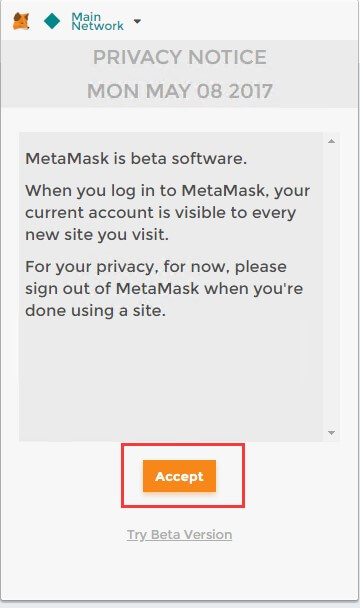 Main
Network
PRIVACY NOTICE
MON MAY 08 2017
MetaMask is beta software.
When you log in to MetaMask, your
current account is visible to every
new site you visit.
For your privacy, for now, please
sign out of MetaMask when you're
done using a site.
Accept
Try Beta Version